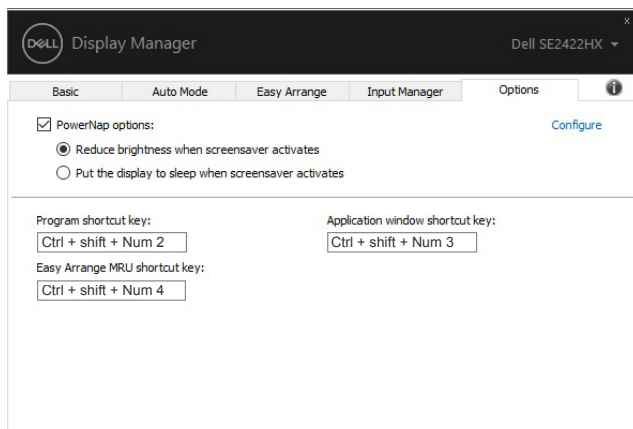 x
DELL Display Manager Dell SE2422HX
Basic Auto Mode Easy Arrange Input Manager Options i
PowerNap options: Configure
Reduce brightness when screensaver activates
Put the display to sleep when screensaver activates
Program shortcut key: Application window shortcut key:
Ctrl + shift + Num 2 Ctrl + shift + Num 3
Easy Arrange MRU shortcut key:
Ctrl + shift + Num 4